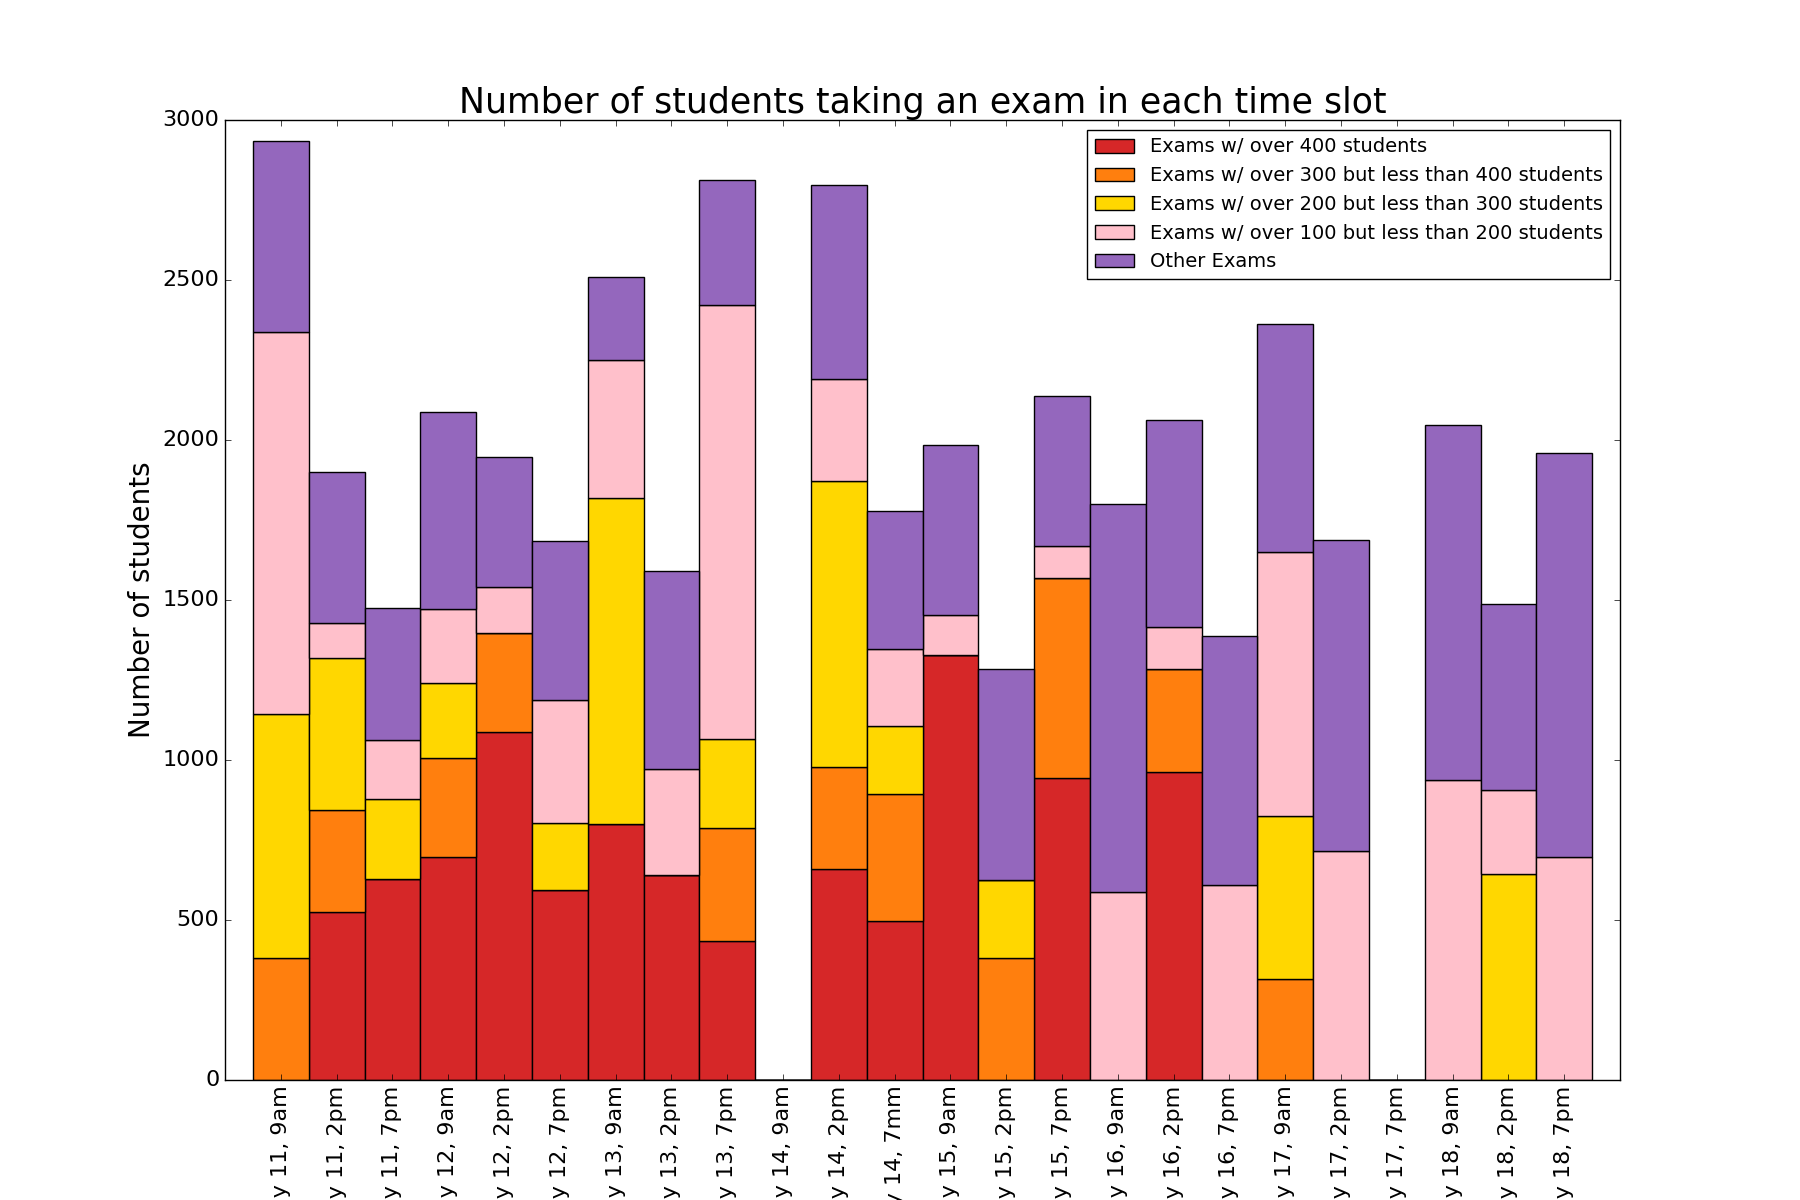 Number of students taking an exam in each time slot
3000
2500
2000
1500
1000
500
0
Number of students
Exams w/ over 400 students
Exams w/ over 300 but less than 400 students
Exams w/ over 200 but less than 300 students
Exams w/ over 100 but less than 200 students
Other Exams
y 11, 9am
y 11, 2pm
y 11, 7pm
y 12, 9am
y 12, 2pm
y 12, 7pm
y 13, 9am
y 13, 2pm
y 13, 7pm
y 14, 9am
y 14, 2pm
y 14, 7mm
y 15, 9am
y 15, 2pm
y 15, 7pm
y 16, 9am
y 16, 2pm
y 16, 7pm
y 17, 9am
y 17, 2pm
y 17, 7pm
y 18, 9am
y 18, 2pm
y 18, 7pm